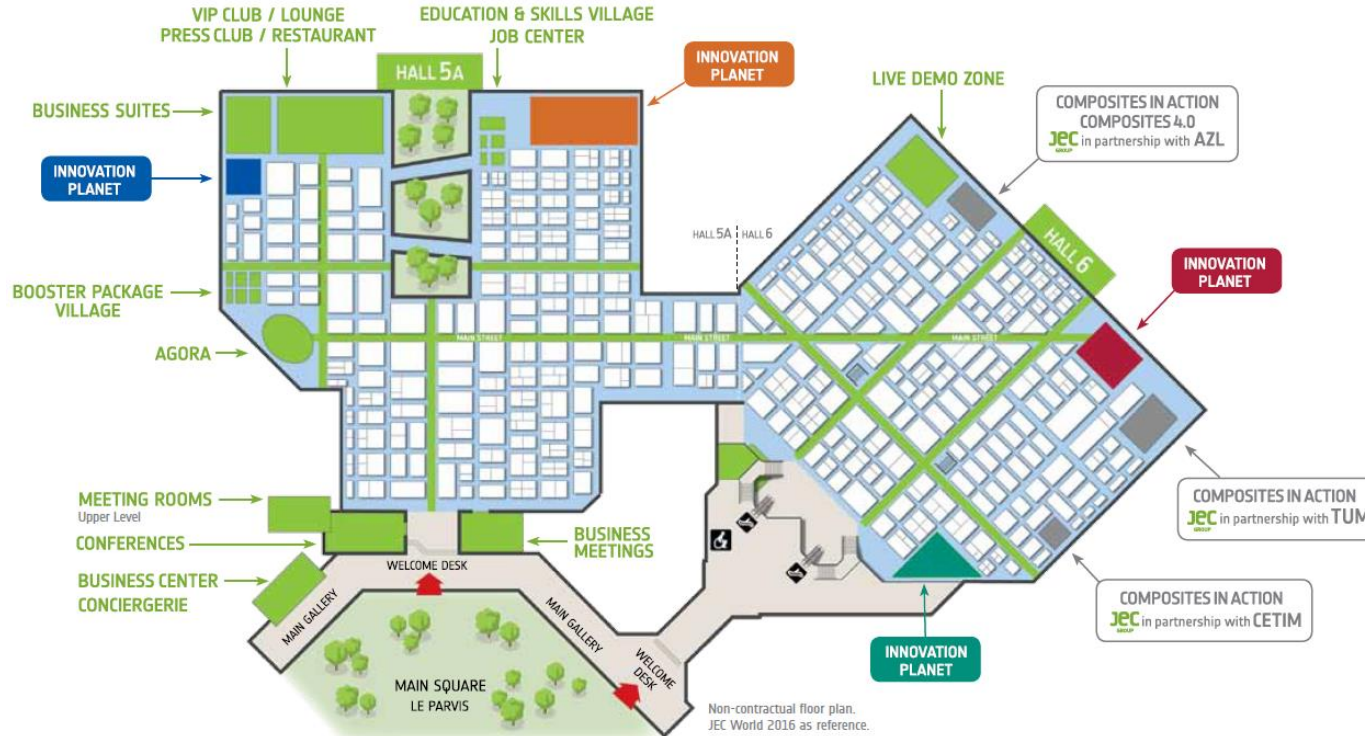 VIP CLUB / LOUNGE
PRESS CLUB / RESTAURANT
EDUCATION & SKILLS VILLAGE
JOB CENTER
HALL 5A
INNOVATION
PLANET
LIVE DEMO ZONE
COMPOSITES IN ACTION
COMPOSITES 4.0
JEC GROUP in partnership with AZL
BUSINESS SUITES
INNOVATION
PLANET
HALL 5A HALL 6
HALL 6
INNOVATION
PLANET
BOOSTER PACKAGE
VILLAGE
AGORA
MAIN STREET
MAIN STREET
MAIN STREET
MEETING ROOMS
Upper Level
CONFERENCES
BUSINESS
MEETINGS
COMPOSITES IN ACTION
JEC GROUP in partnership with TUM
WELCOME DESK
BUSINESS CENTER
CONCIERGERIE
MAIN GALLERY
MAIN GALLERY
COMPOSITES IN ACTION
JEC GROUP in partnership with CETIM
INNOVATION
PLANET
WELCOME
DESK
MAIN SQUARE
LE PARVIS
Non-contractual floor plan.
JEC World 2016 as reference.